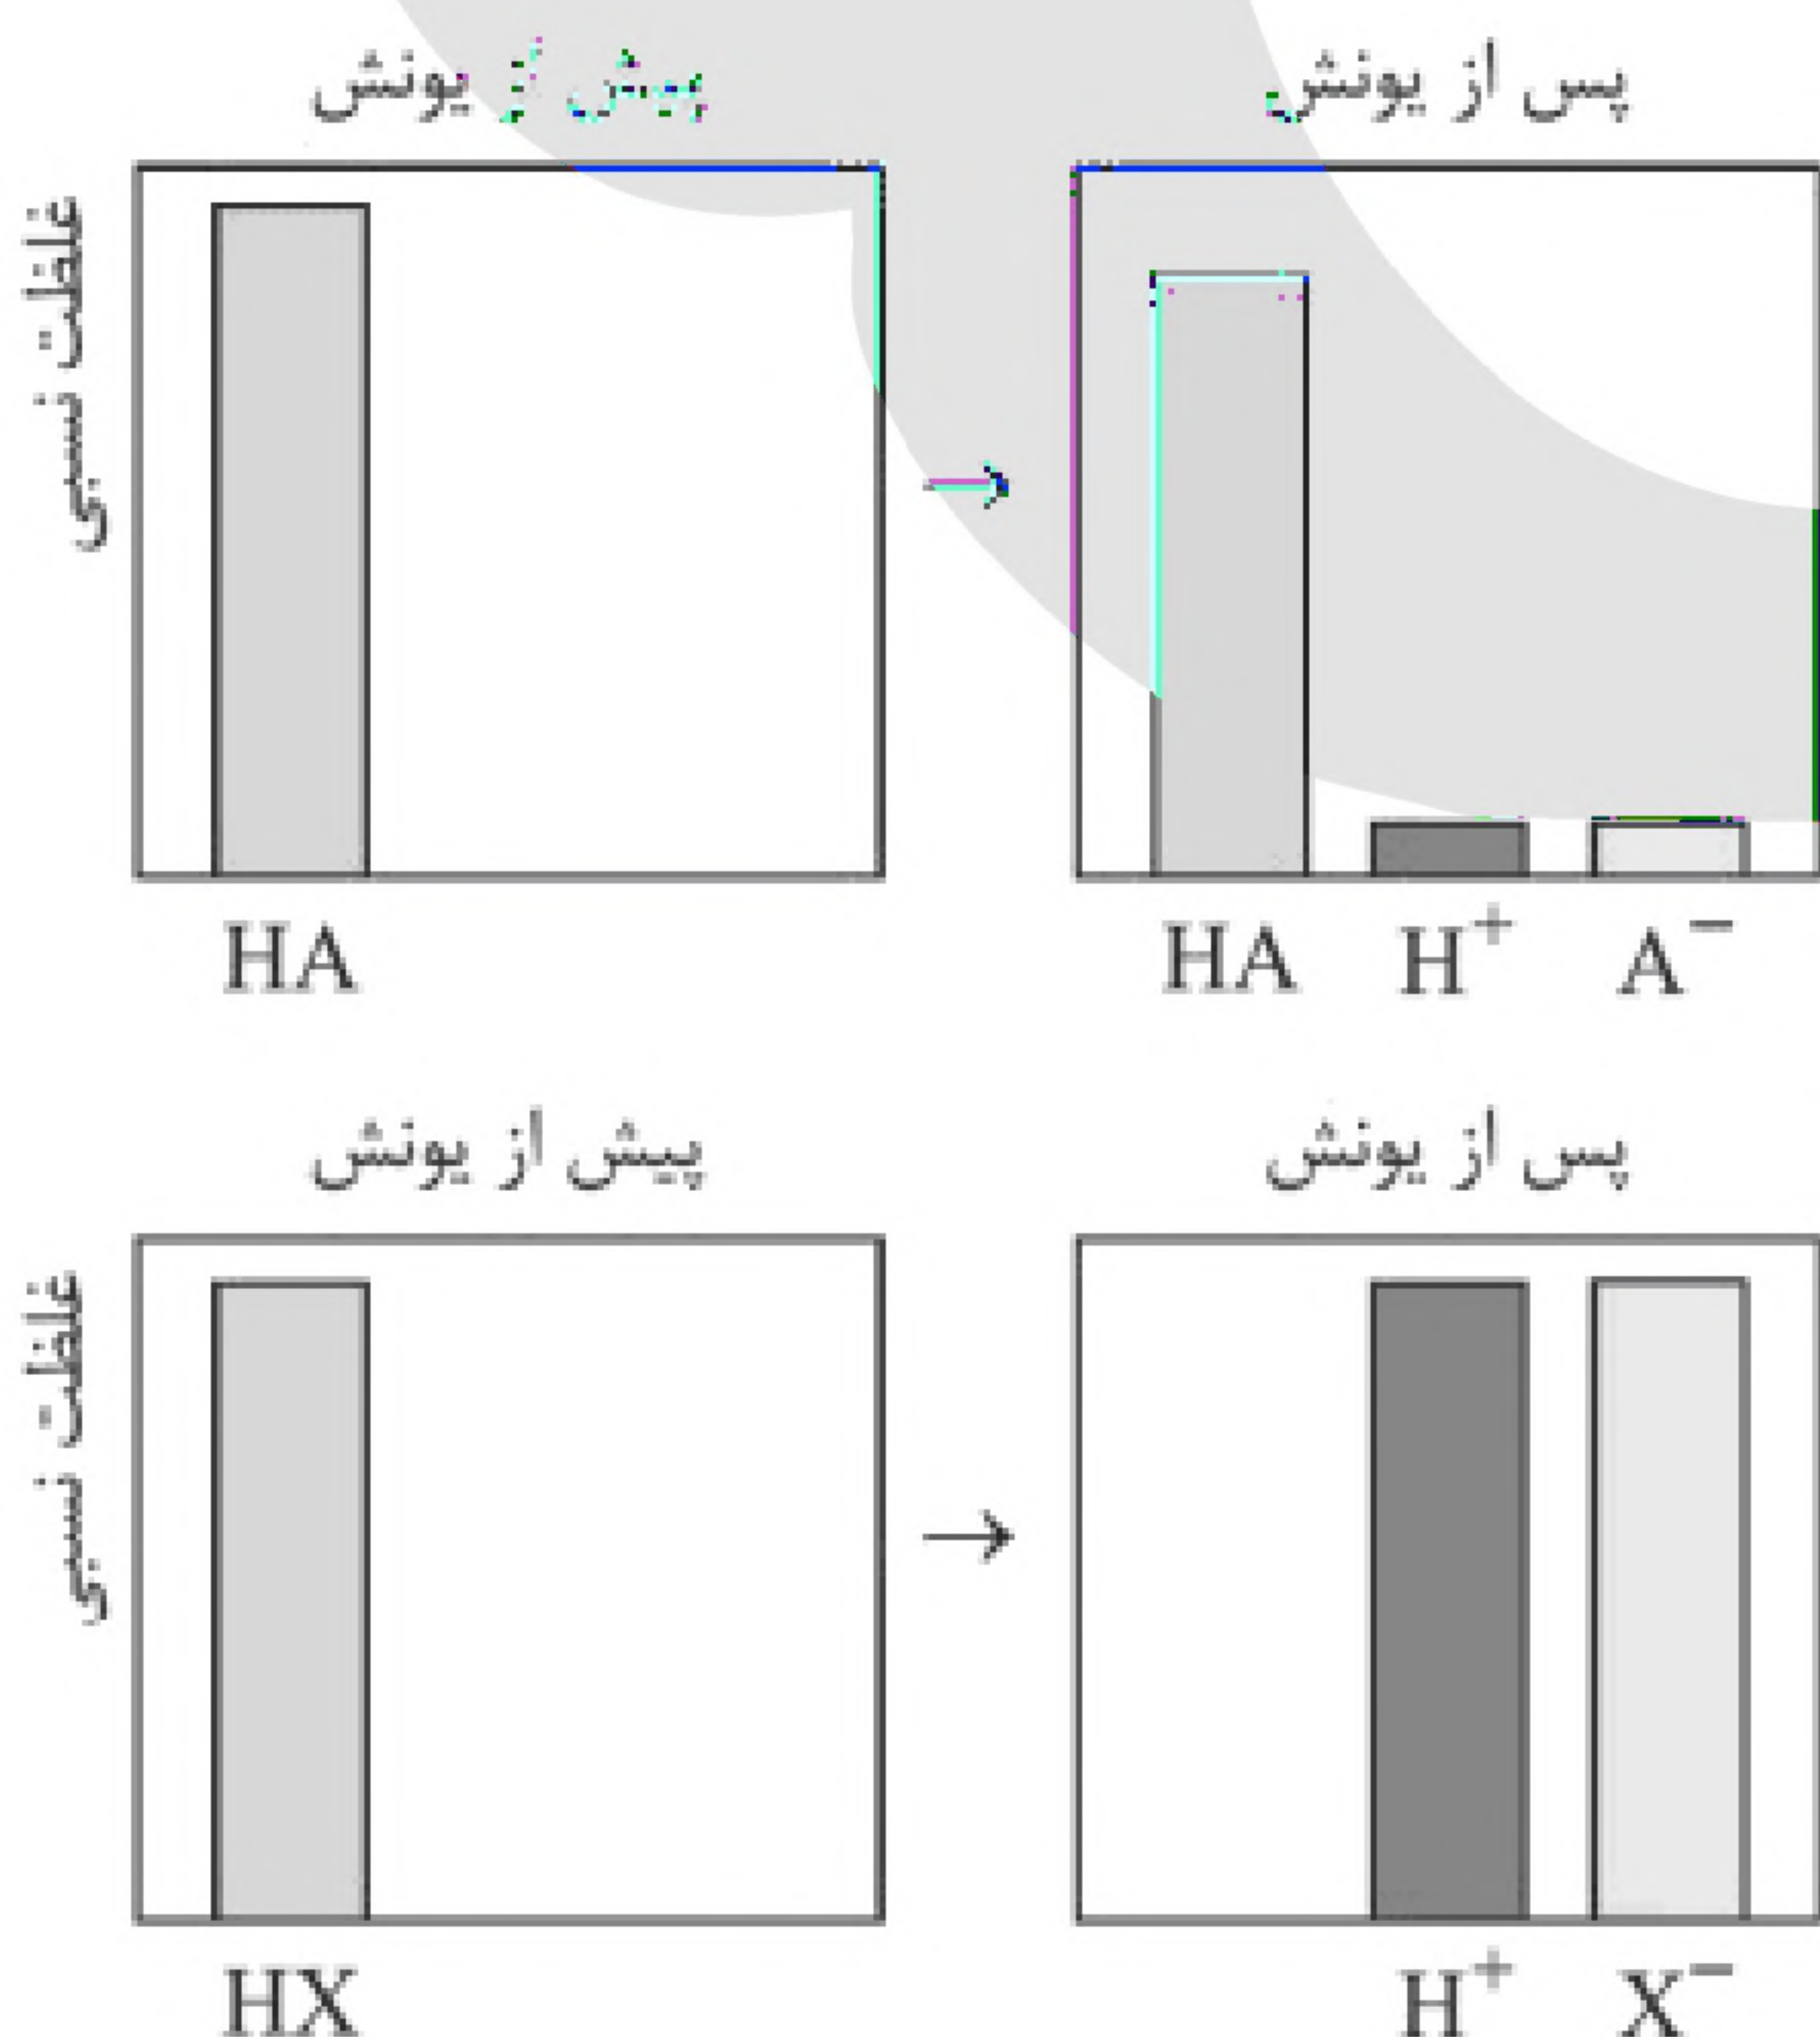 پیش از یونش
پس از یونش
غلظت نسبی
→
HA
HA H⁺ A⁻
پیش از یونش
پس از یونش
غلظت نسبی
→
HX
H⁺ X⁻